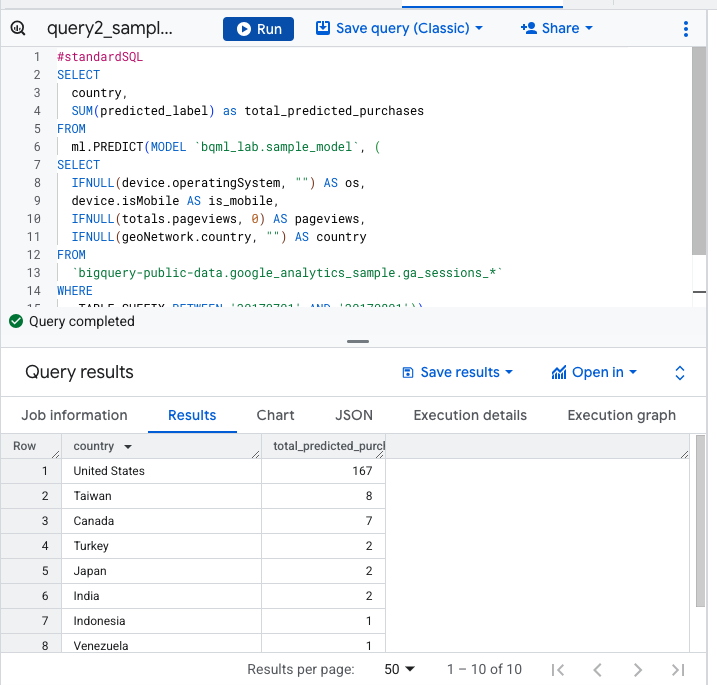 query2_sampl... Run Save query (Classic) Share
1 #standardSQL
2 SELECT
3 country,
4 SUM(predicted_label) as total_predicted_purchases
5 FROM
6 ml.PREDICT(MODEL `bqml_lab.sample_model`, (
7 SELECT
8 IFNULL(device.operatingSystem, "") AS os,
9 device.isMobile AS is_mobile,
10 IFNULL(totals.pageviews, 0) AS pageviews,
11 IFNULL(geoNetwork.country, "") AS country
12 FROM
13 `bigquery-public-data.google_analytics_sample.ga_sessions_*`
14 WHERE
Query completed
Query results Save results Open in
Job information Results Chart JSON Execution details Execution graph
Row country total_predicted_purcl
1 United States 167
2 Taiwan 8
3 Canada 7
4 Turkey 2
5 Japan 2
6 India 2
7 Indonesia 1
8 Venezuela 1
Results per page: 50 1 – 10 of 10